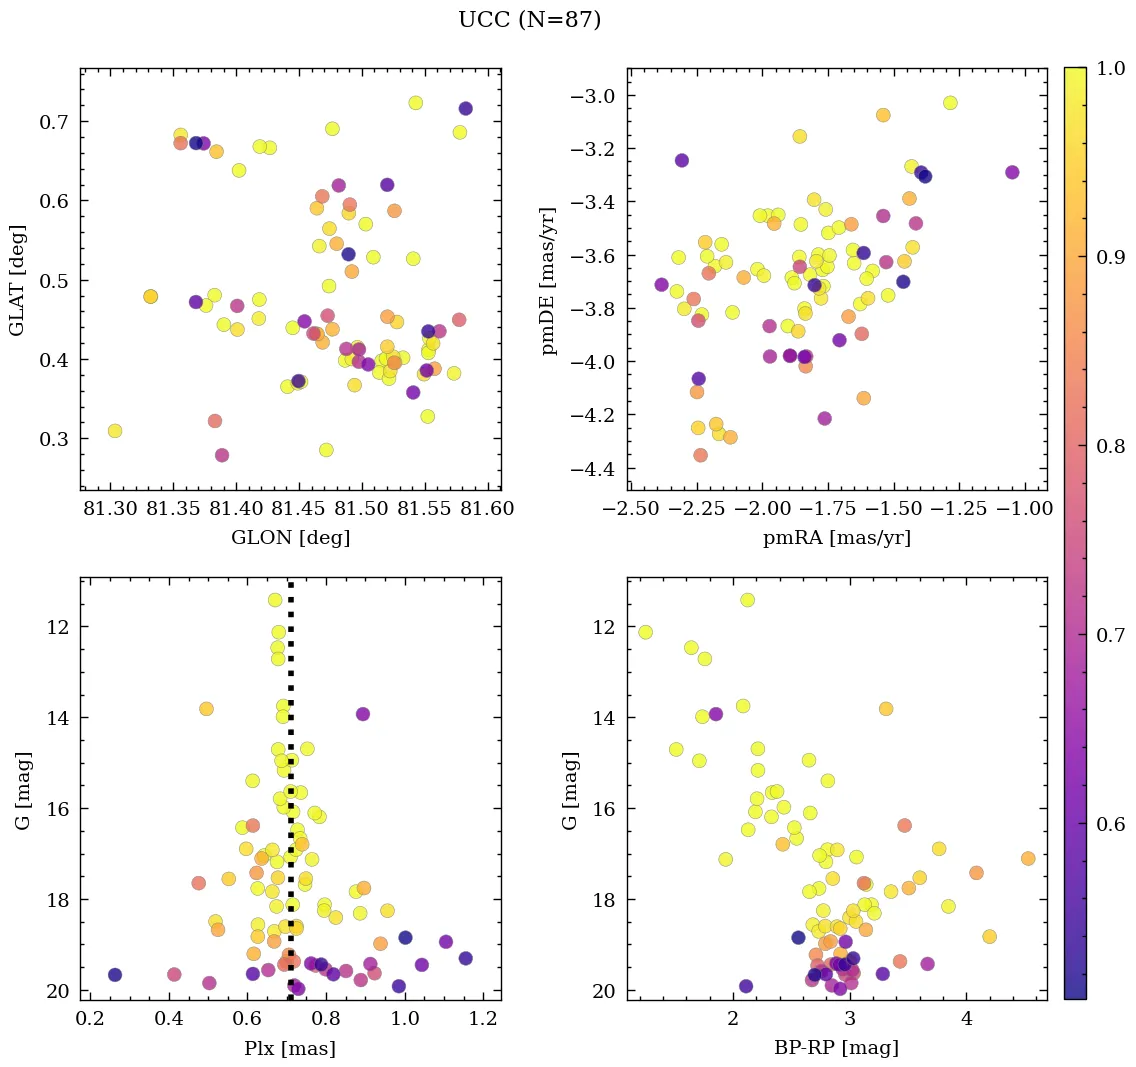 UCC (N=87)
0.7
0.6
0.5
0.4
0.3
GLAT [deg]
81.30 81.35 81.40 81.45 81.50 81.55 81.60
GLON [deg]
−3.0
−3.2
−3.4
−3.6
−3.8
−4.0
−4.2
−4.4
pmDE [mas/yr]
−2.50 −2.25 −2.00 −1.75 −1.50 −1.25 −1.00
pmRA [mas/yr]
1.0
0.9
0.8
0.7
0.6
12
14
16
18
20
G [mag]
0.2 0.4 0.6 0.8 1.0 1.2
Plx [mas]
12
14
16
18
20
G [mag]
2 3 4
BP-RP [mag]